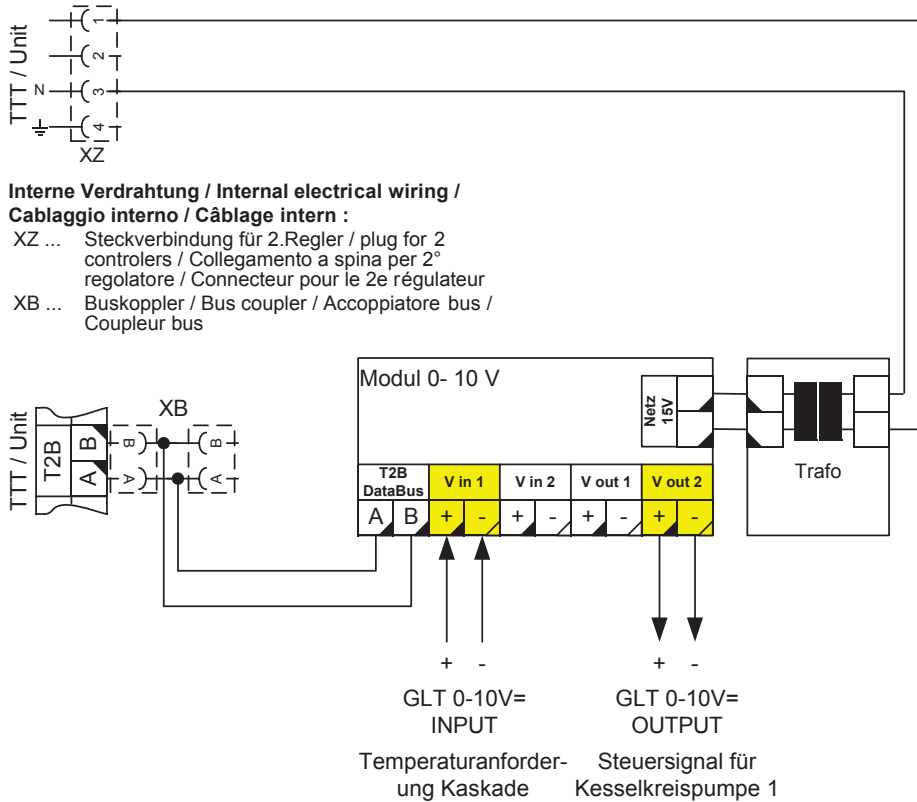 TTT / Unit
1
2
N
3
4
XZ
Interne Verdrahtung / Internal electrical wiring /
Cablaggio interno / Câblage intern :
XZ ... Steckverbindung für 2.Regler / plug for 2
controlers / Collegamento a spina per 2°
regolatore / Connecteur pour le 2e régulateur
XB ... Buskoppler / Bus coupler / Accoppiatore bus /
Coupleur bus
TTT / Unit
T2B
B
A
XB
B
A
B
A
Modul 0- 10 V
Netz
15V
Trafo
T2B
DataBus
V in 1
V in 2
V out 1
V out 2
A B + - + - + - + -
+ -
GLT 0-10V=
INPUT
Temperaturanforder-
ung Kaskade
+ -
GLT 0-10V=
OUTPUT
Steuersignal für
Kesselkreispumpe 1